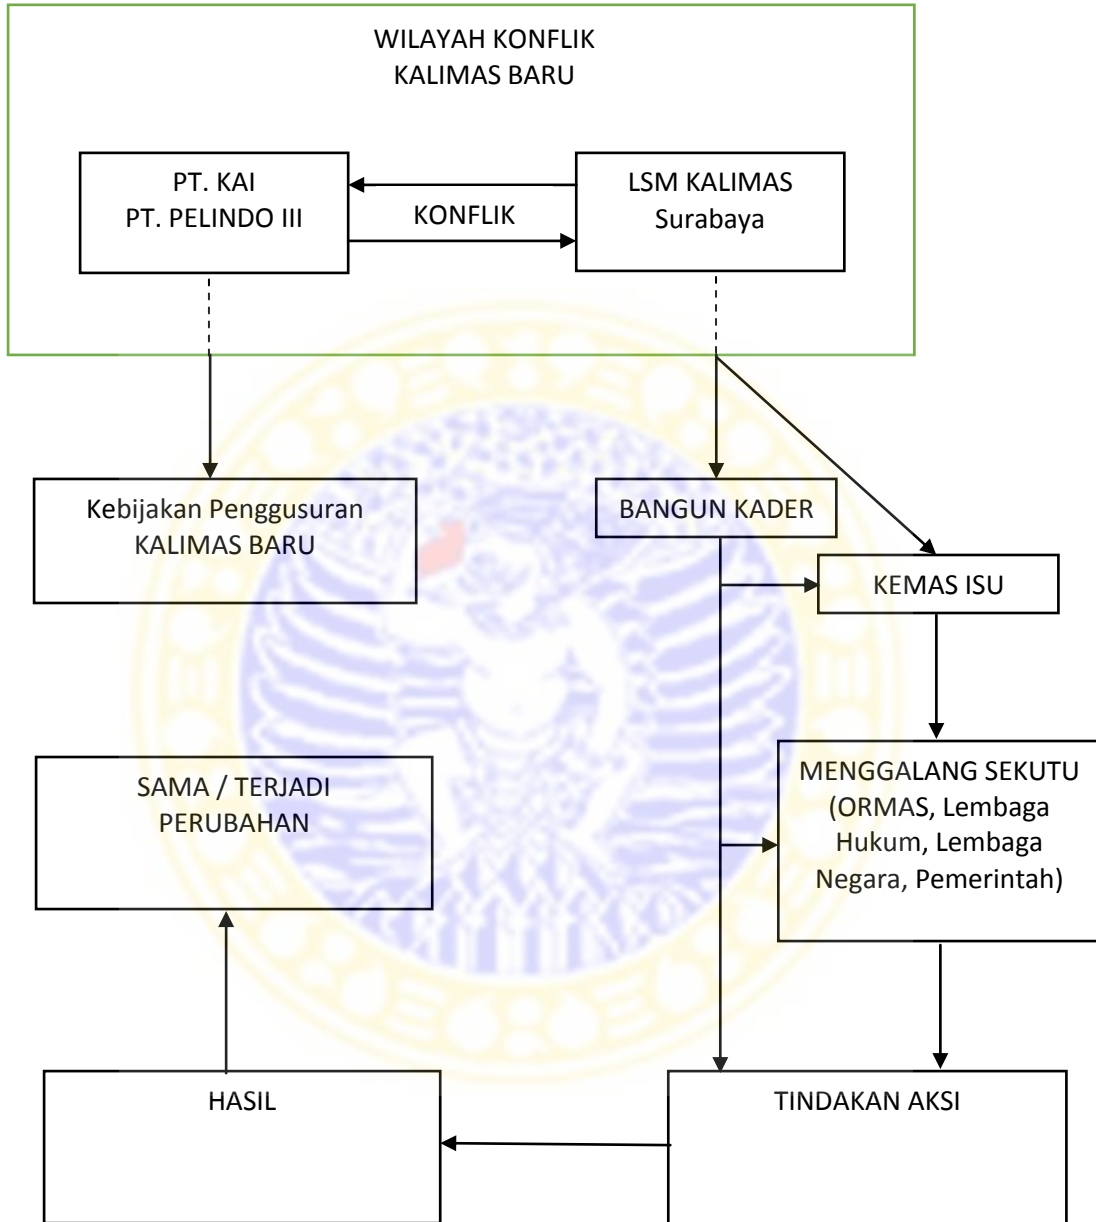 WILAYAH KONFLIK
KALIMAS BARU
PT. KAI
PT. PELINDO III
KONFLIK
LSM KALIMAS
Surabaya
Kebijakan Penggusuran
KALIMAS BARU
BANGUN KADER
KEMAS ISU
SAMA / TERJADI
PERUBAHAN
MENGGALANG SEKUTU
(ORMAS, Lembaga
Hukum, Lembaga
Negara, Pemerintah)
HASIL
TINDAKAN AKSI